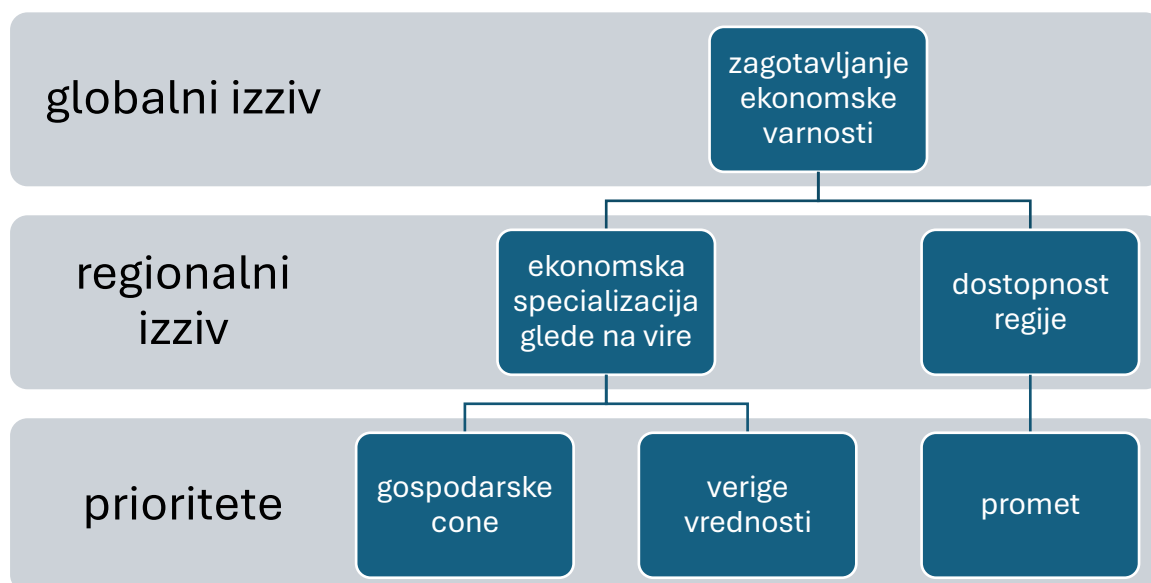 globalni izziv
zagotavljanje
ekonomske
varnosti
regionalni
izziv
ekonomska
specializacija
glede na vire
dostopnost
regije
prioritete
gospodarske
cone
verige
vrednosti
promet